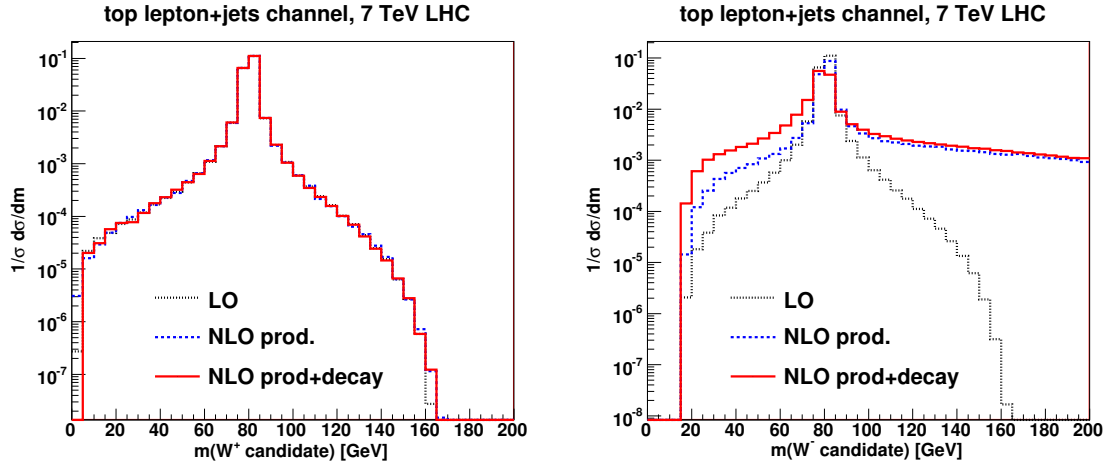 top lepton+jets channel, 7 TeV LHC
1/σ dσ/dm
10⁻¹
10⁻²
10⁻³
10⁻⁴
10⁻⁵
10⁻⁶
10⁻⁷
LO
NLO prod.
NLO prod+decay
0 20 40 60 80 100 120 140 160 180 200
m(W⁺ candidate) [GeV]
top lepton+jets channel, 7 TeV LHC
1/σ dσ/dm
10⁻¹
10⁻²
10⁻³
10⁻⁴
10⁻⁵
10⁻⁶
10⁻⁷
10⁻⁸
LO
NLO prod.
NLO prod+decay
0 20 40 60 80 100 120 140 160 180 200
m(W⁻ candidate) [GeV]